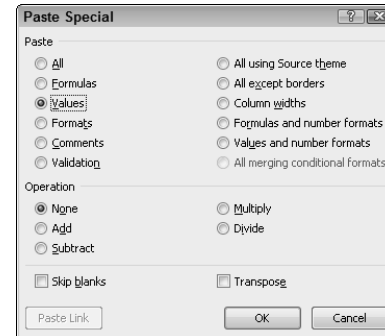 Paste Special
Paste
All
All using Source theme
Formulas
All except borders
Values
Column widths
Formats
Formulas and number formats
Comments
Values and number formats
Validation
All merging conditional formats
Operation
None
Multiply
Add
Divide
Subtract
Skip blanks
Transpose
Paste Link
OK
Cancel